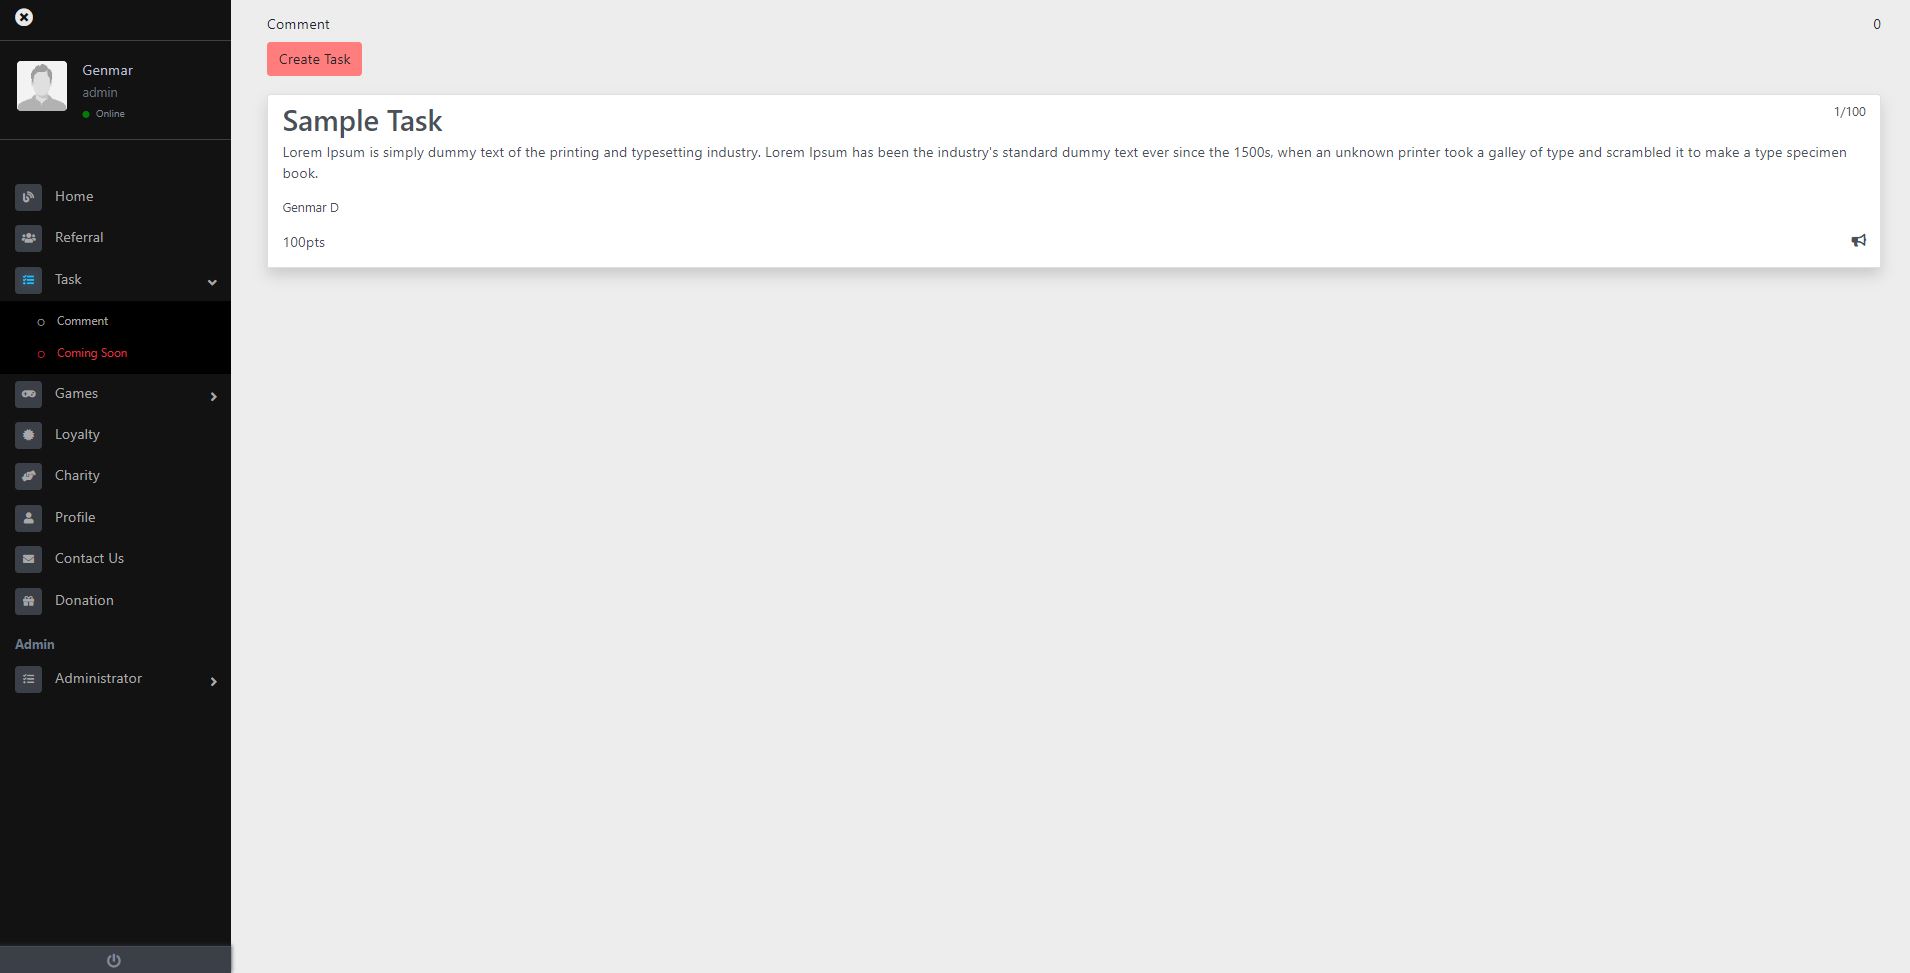 Genmar
admin
Online
Home
Referral
Task
Comment
Coming Soon
Games
Loyalty
Charity
Profile
Contact Us
Donation
Admin
Administrator
Comment
0
Create Task
Sample Task
1/100
Lorem Ipsum is simply dummy text of the printing and typesetting industry. Lorem Ipsum has been the industry's standard dummy text ever since the 1500s, when an unknown printer took a galley of type and scrambled it to make a type specimen
book.
Genmar D
100pts